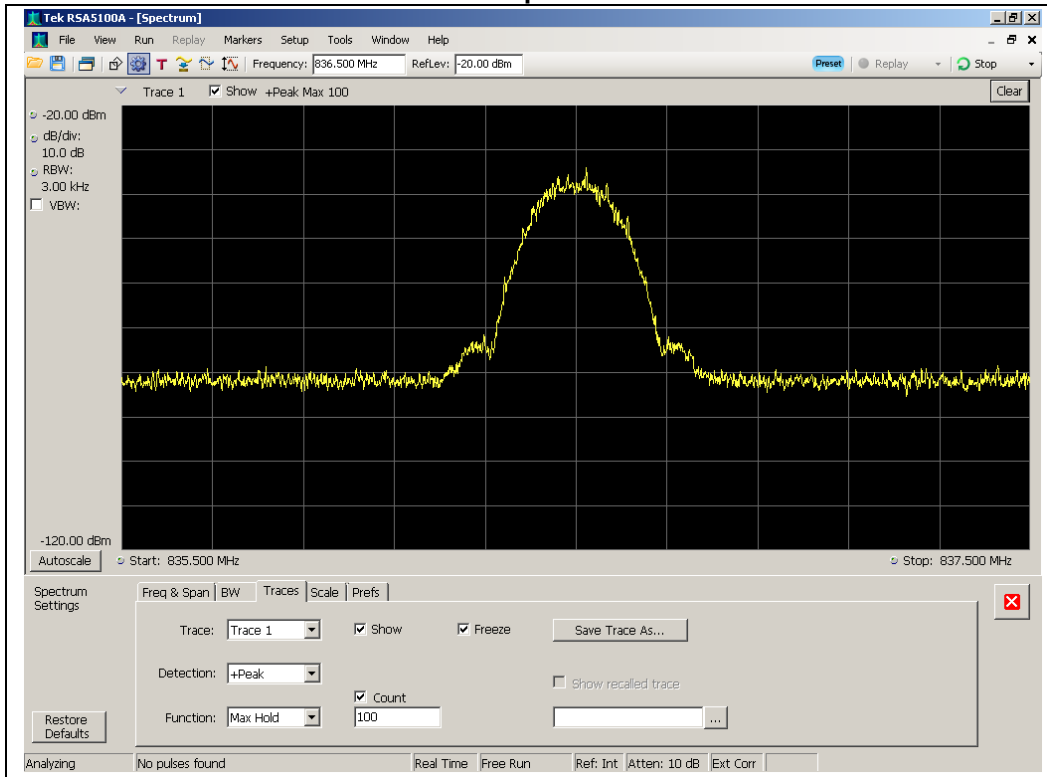 Tek RSA5100A - [Spectrum]
File View Run Replay Markers Setup Tools Window Help
T Frequency: 836.500 MHz RefLev: -20.00 dBm Preset Replay Stop
Trace 1 Show +Peak Max 100 Clear
-20.00 dBm
dB/div:
10.0 dB
RBW:
3.00 kHz
VBW:
-120.00 dBm
Autoscale Start: 835.500 MHz Stop: 837.500 MHz
Spectrum
Settings
Freq & Span BW Traces Scale Prefs
Trace: Trace 1 Show Freeze Save Trace As...
Detection: +Peak
Show recalled trace
Count
Function: Max Hold 100 ...
Restore
Defaults
Analyzing No pulses found Real Time Free Run Ref: Int Atten: 10 dB Ext Corr